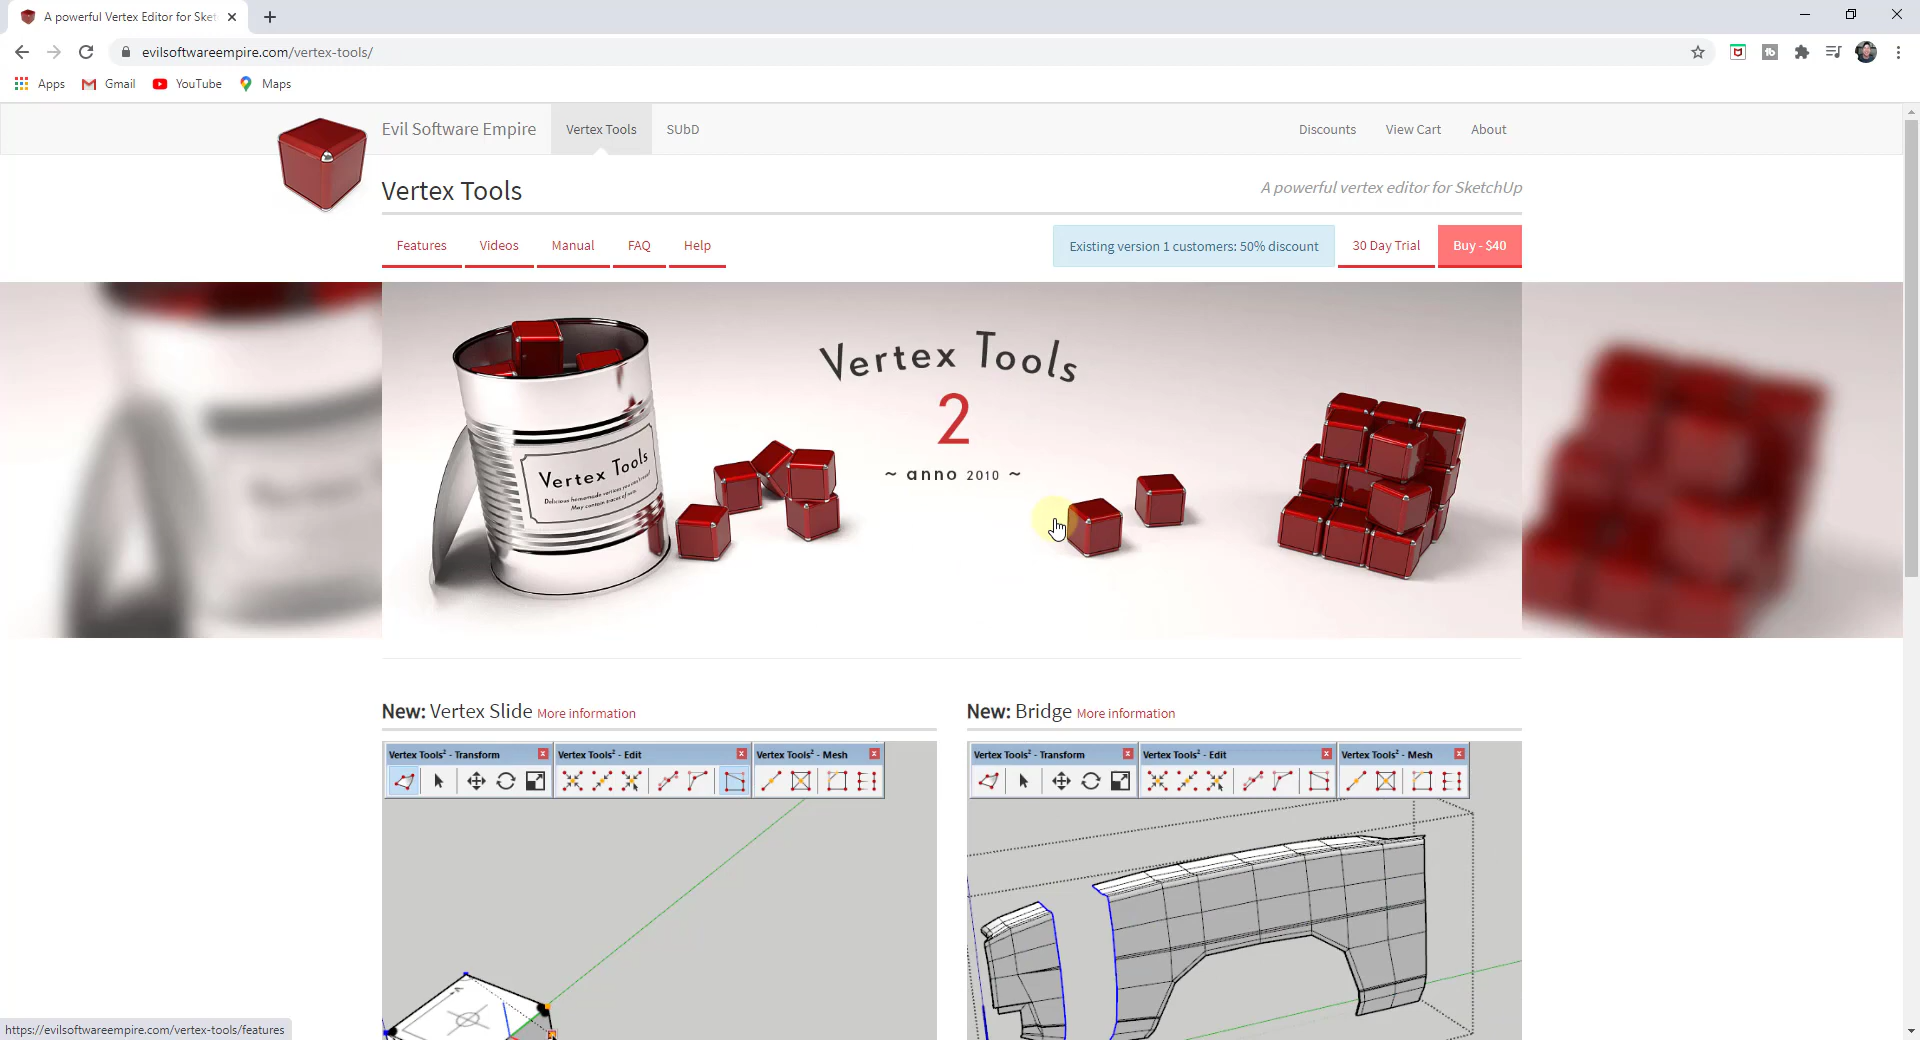 A powerful Vertex Editor for Sket
evilsoftwareempire.com/vertex-tools/
Apps
Gmail
YouTube
Maps
Evil Software Empire
Vertex Tools
SUbD
Discounts
View Cart
About
Vertex Tools
A powerful vertex editor for SketchUp
Features
Videos
Manual
FAQ
Help
Existing version 1 customers: 50% discount
30 Day Trial
Buy - $40
Vertex Tools
2
~ anno 2010 ~
Vertex Tools
May contain traces of
New: Vertex Slide More information
New: Bridge More information
Vertex Tools² - Transform
Vertex Tools² - Edit
Vertex Tools² - Mesh
Vertex Tools² - Transform
Vertex Tools² - Edit
Vertex Tools² - Mesh
https://evilsoftwareempire.com/vertex-tools/features